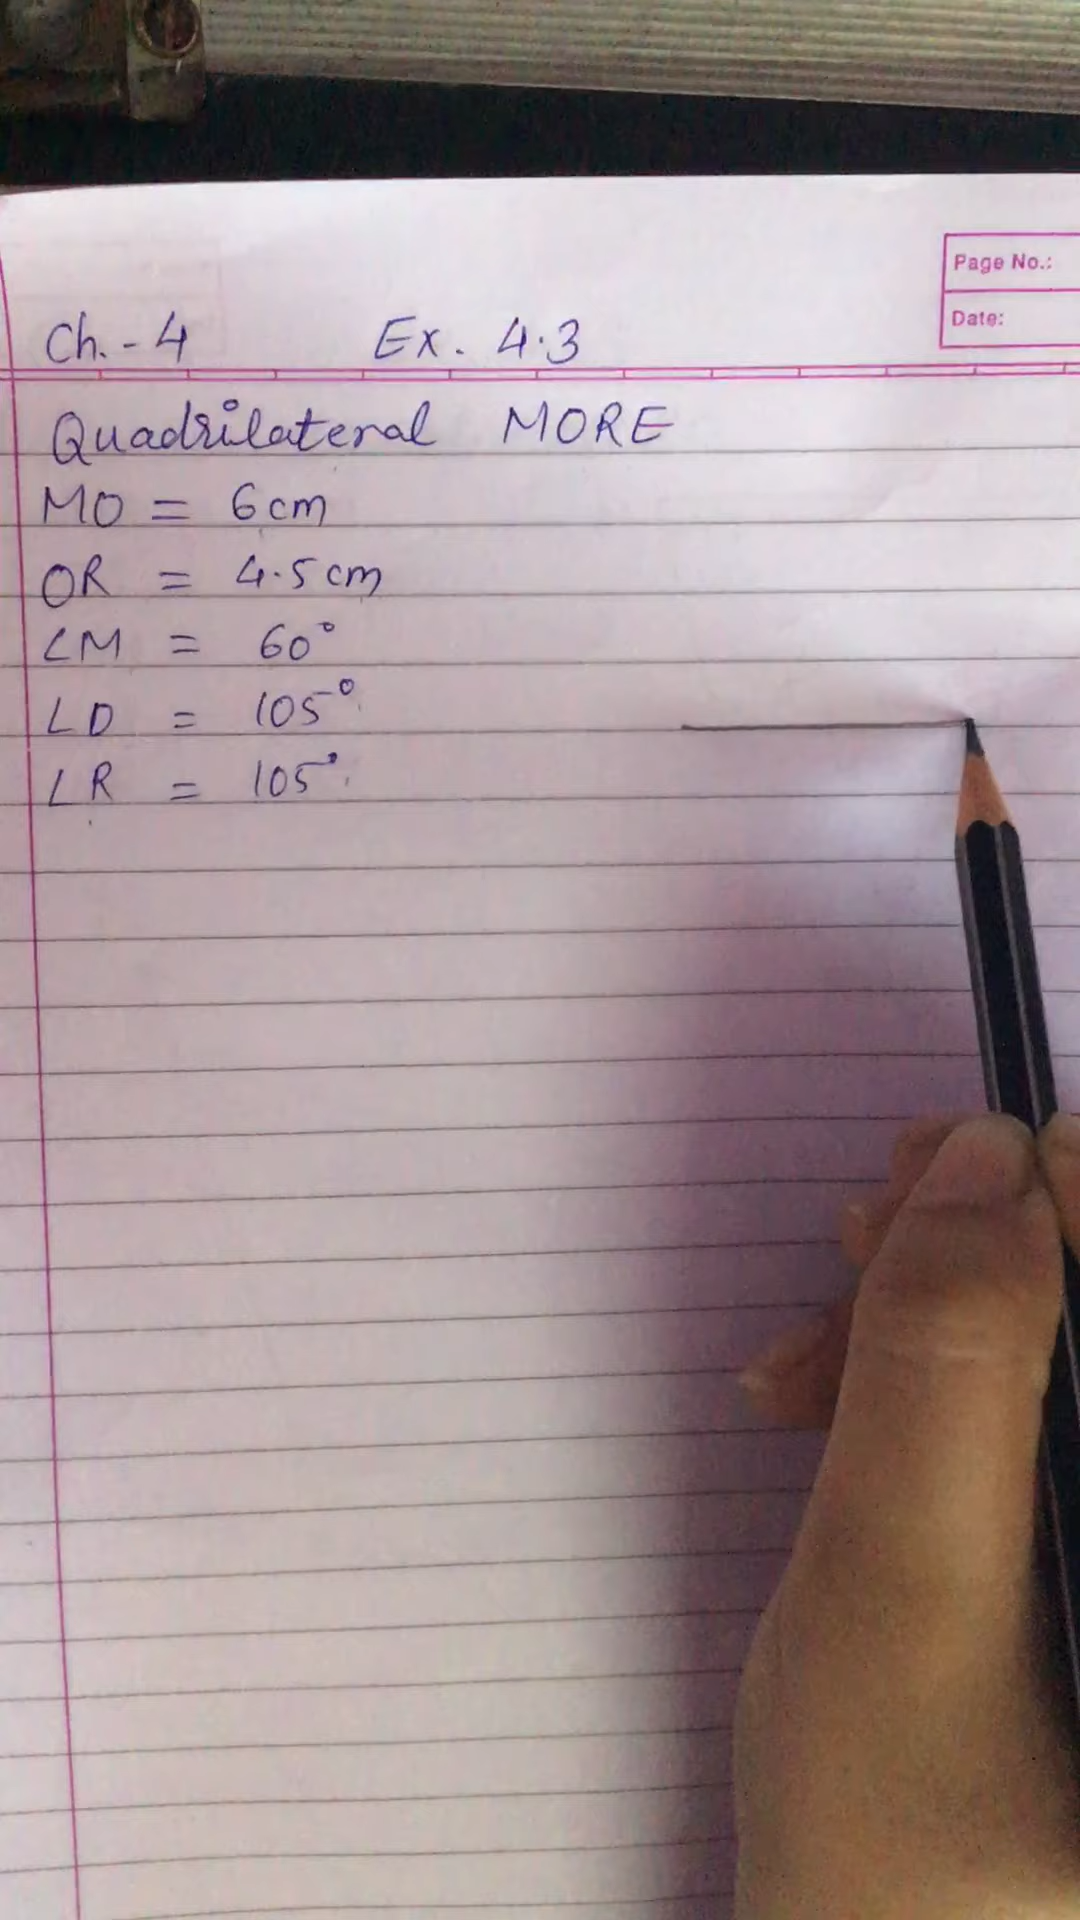 Page No.:
Date:
Ch. - 4 Ex. 4.3
Quadrilateral MORE
MO = 6cm
OR = 4.5cm
∠M = 60°
∠O = 105°
∠R = 105°